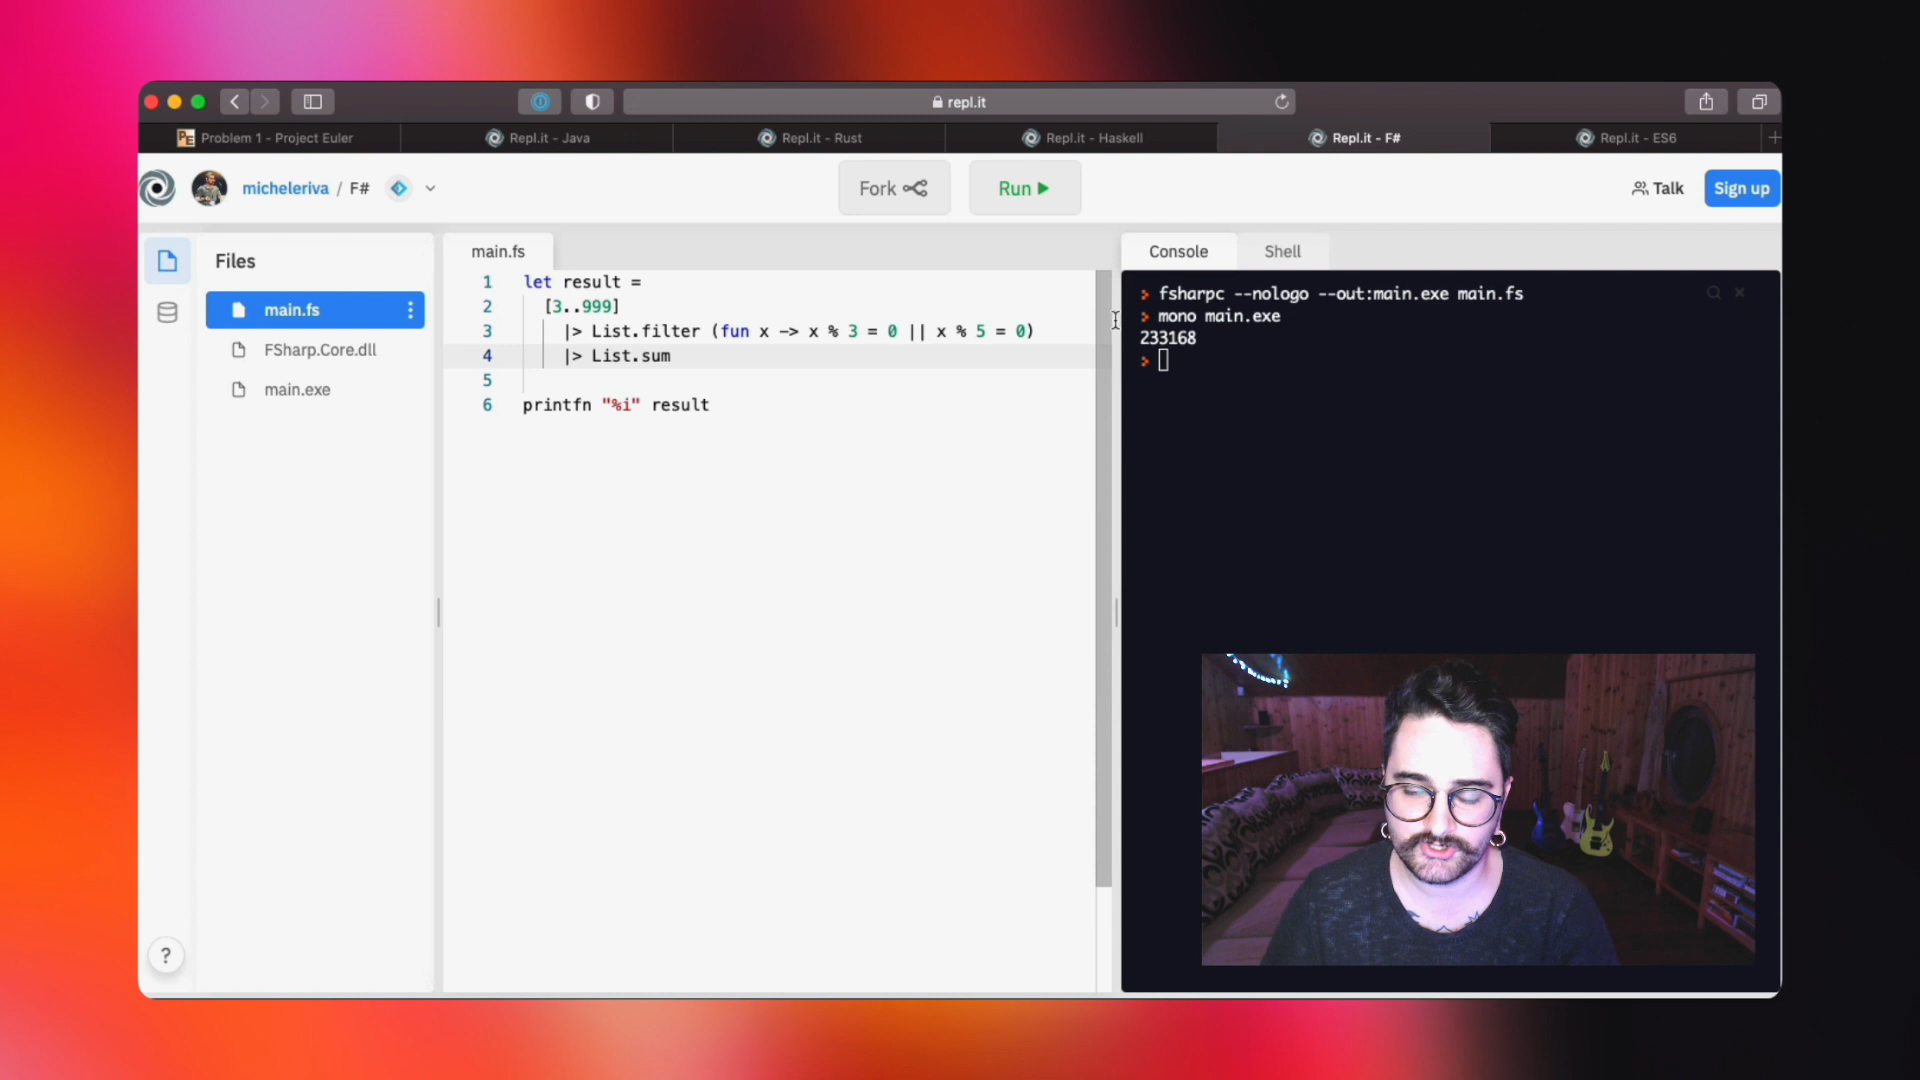 repl.it
Problem 1 - Project Euler
Repl.it - Java
Repl.it - Rust
Repl.it - Haskell
Repl.it - F#
Repl.it - ES6
micheleriva / F#
Fork
Run
Talk
Sign up
Files
main.fs
FSharp.Core.dll
main.exe
main.fs
1 let result =
2 [3..999]
3 |> List.filter (fun x -> x % 3 = 0 || x % 5 = 0)
4 |> List.sum
5
6 printfn "%i" result
Console
Shell
> fsharpc --nologo --out:main.exe main.fs
> mono main.exe
233168
>
?